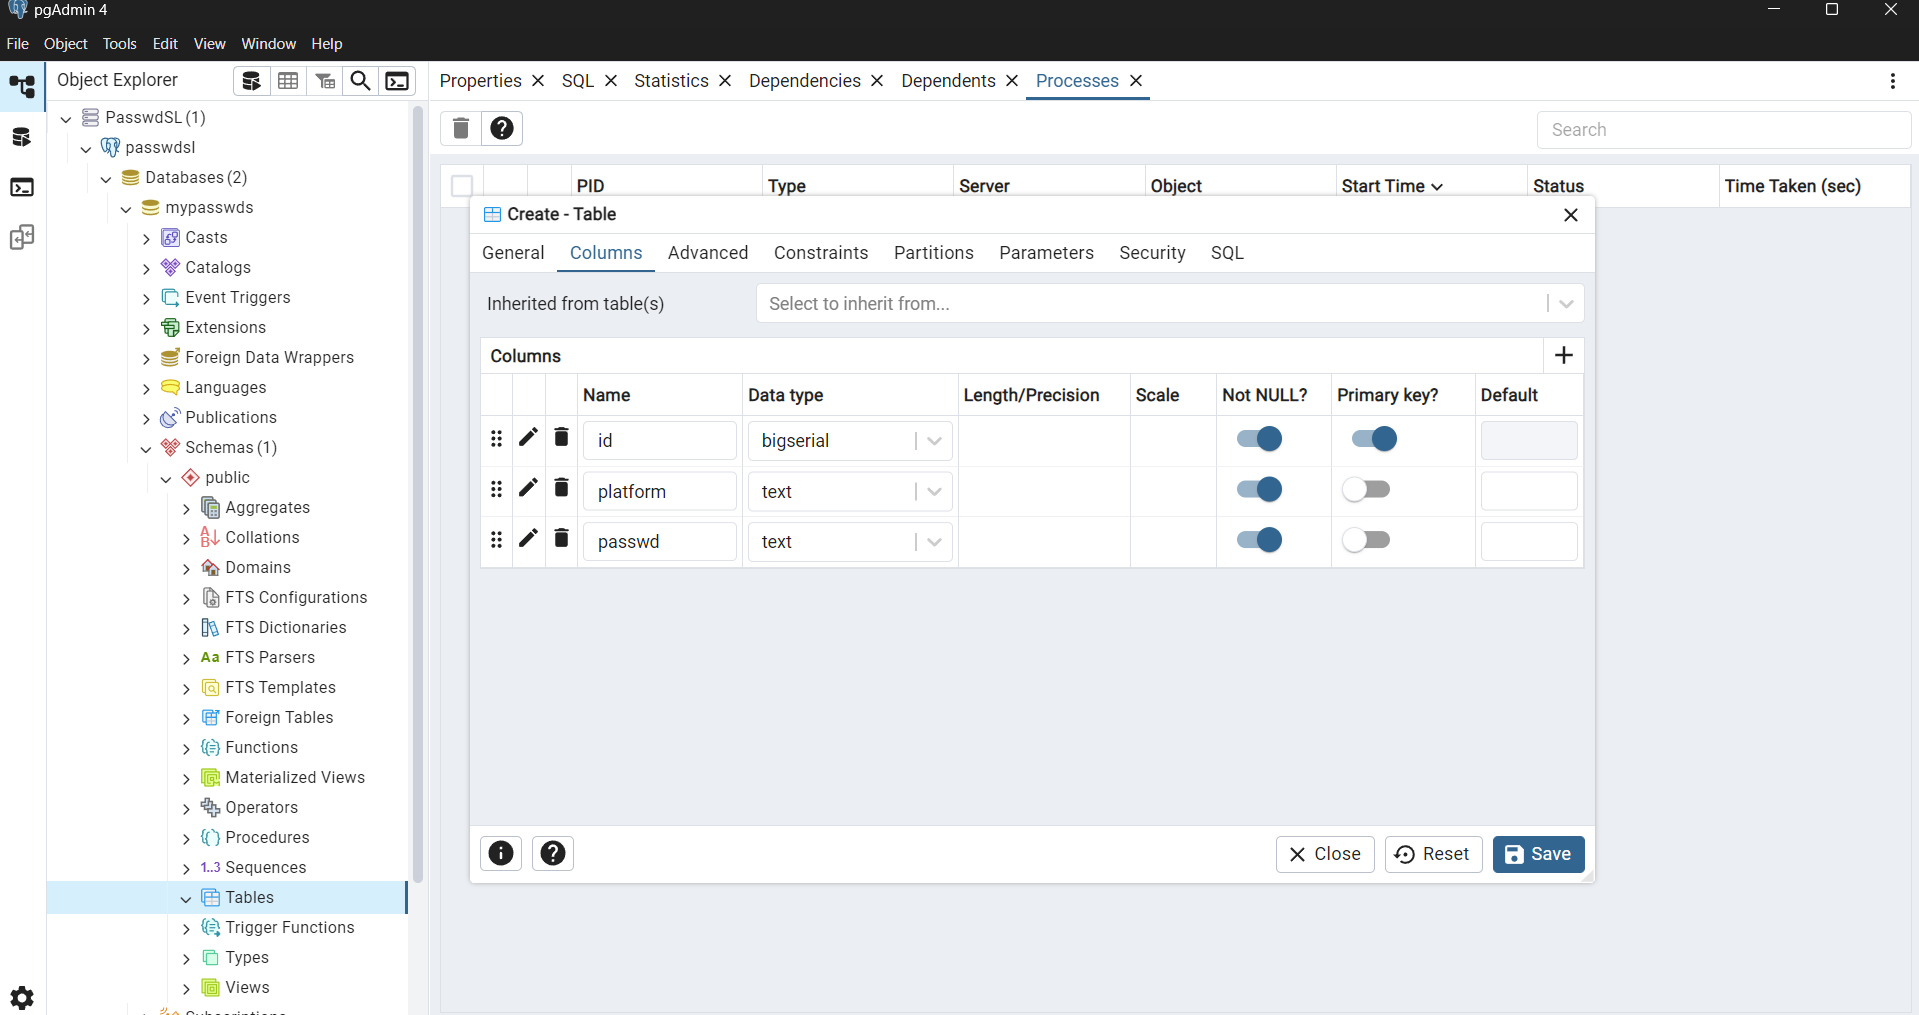 pgAdmin 4
File Object Tools Edit View Window Help
Object Explorer
Properties SQL Statistics Dependencies Dependents Processes
Search
PID Type Server Object Start Time Status Time Taken (sec)
PasswdSL (1)
passwdsl
Databases (2)
mypasswds
Casts
Catalogs
Event Triggers
Extensions
Foreign Data Wrappers
Languages
Publications
Schemas (1)
public
Aggregates
Collations
Domains
FTS Configurations
FTS Dictionaries
Aa FTS Parsers
FTS Templates
Foreign Tables
Functions
Materialized Views
Operators
Procedures
1..3 Sequences
Tables
Trigger Functions
Types
Views
Create - Table
General Columns Advanced Constraints Partitions Parameters Security SQL
Inherited from table(s) Select to inherit from...
Columns
Name Data type Length/Precision Scale Not NULL? Primary key? Default
id bigserial
platform text
passwd text
Close Reset Save